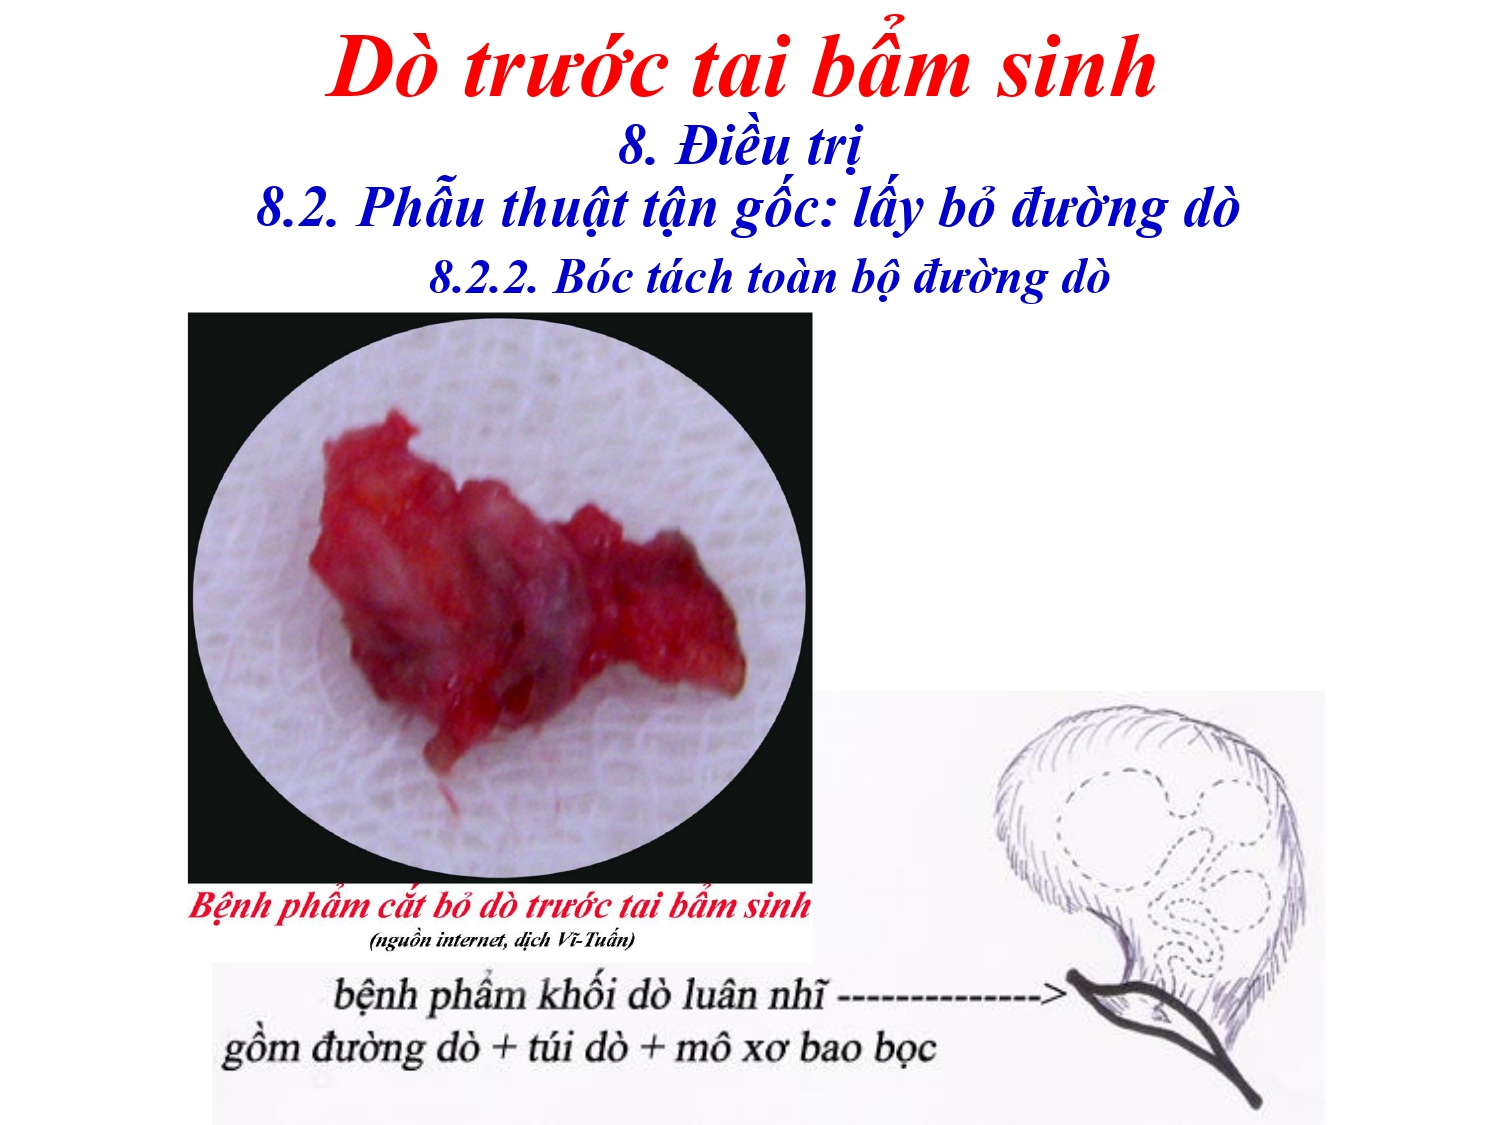 Dò trước tai bẩm sinh
8. Điều trị
8.2. Phẫu thuật tận gốc: lấy bỏ đường dò
8.2.2. Bóc tách toàn bộ đường dò
Bệnh phẩm cắt bỏ dò trước tai bẩm sinh
(nguồn internet, dịch Vĩ-Tuấn)
bệnh phẩm khối dò luân nhĩ -------------->
gồm đường dò + túi dò + mô xơ bao bọc